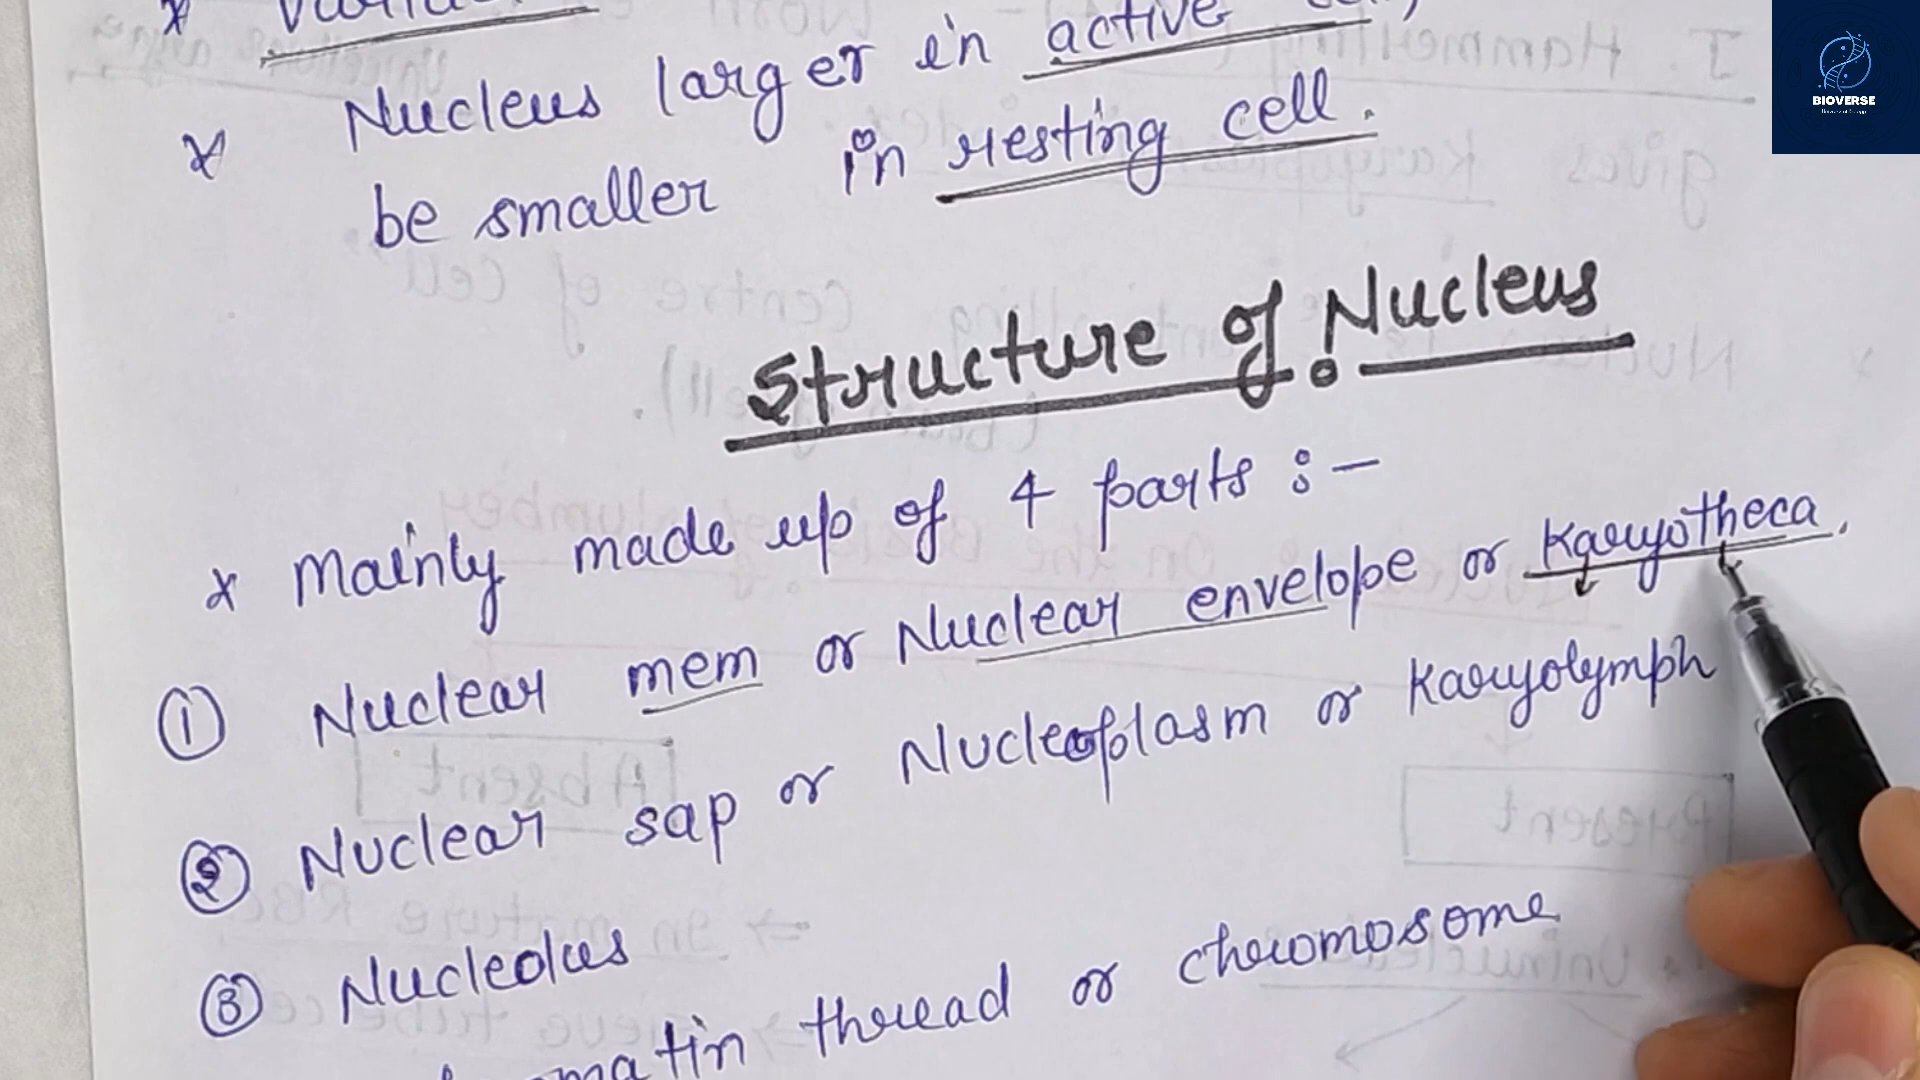 Nucleus larger in active
be smaller in resting cell.
Structure of Nucleus
x Mainly made up of 4 parts :-
① Nuclear mem or Nuclear envelope or Karyotheca.
② Nuclear sap or Nucleoplasm or Karyolymph
③ Nucleolus
thread or chromosome
BIOVERSE